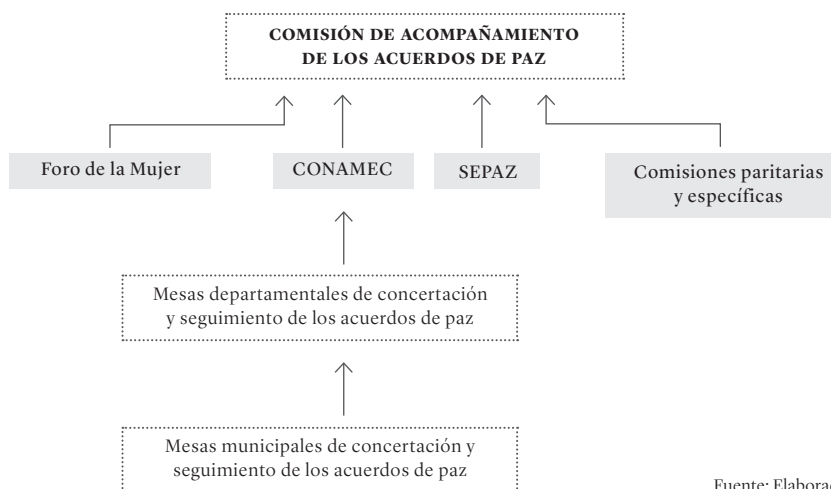 COMISIÓN DE ACOMPAÑAMIENTO
DE LOS ACUERDOS DE PAZ
Foro de la Mujer
CONAMEC
SEPAZ
Comisiones paritarias
y específicas
Mesas departamentales de concertación
y seguimiento de los acuerdos de paz
Mesas municipales de concertación y
seguimiento de los acuerdos de paz
Fuente: